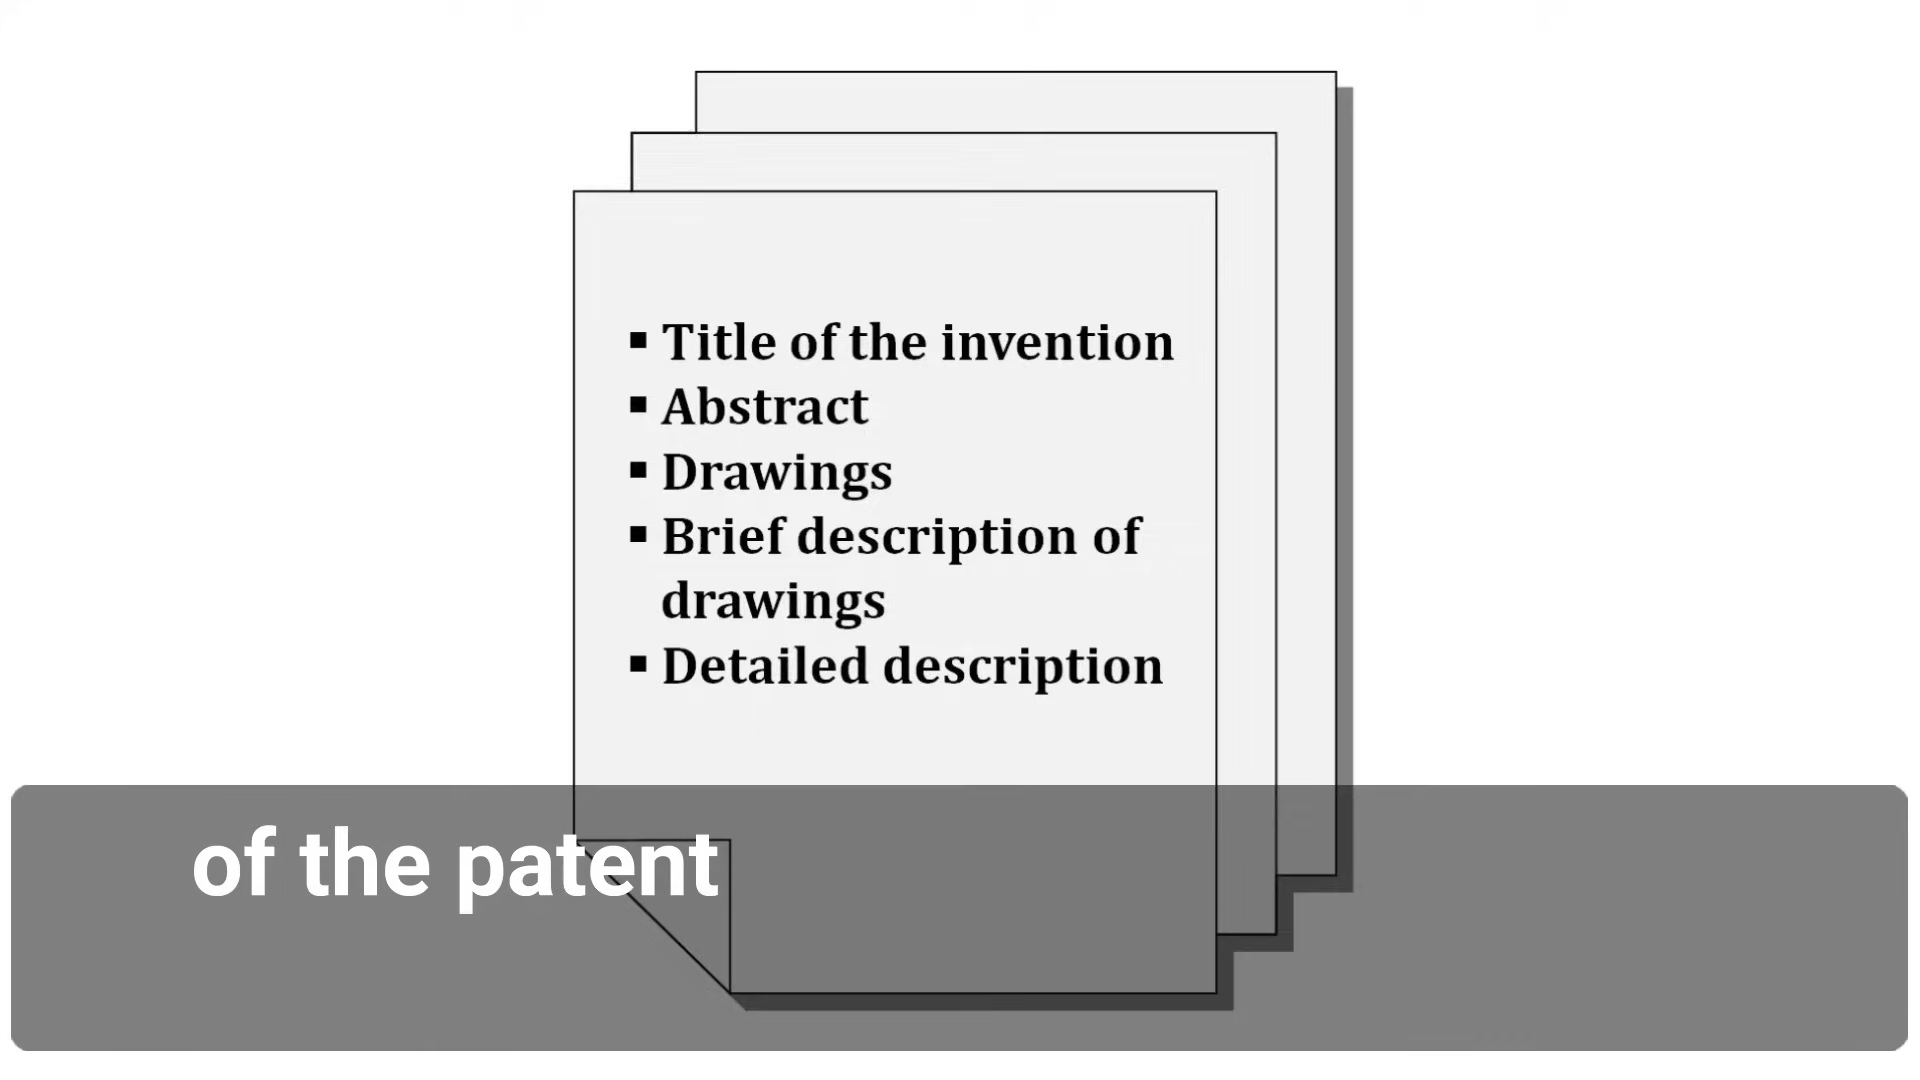 ▪ Title of the invention
▪ Abstract
▪ Drawings
▪ Brief description of
drawings
▪ Detailed description
of the patent